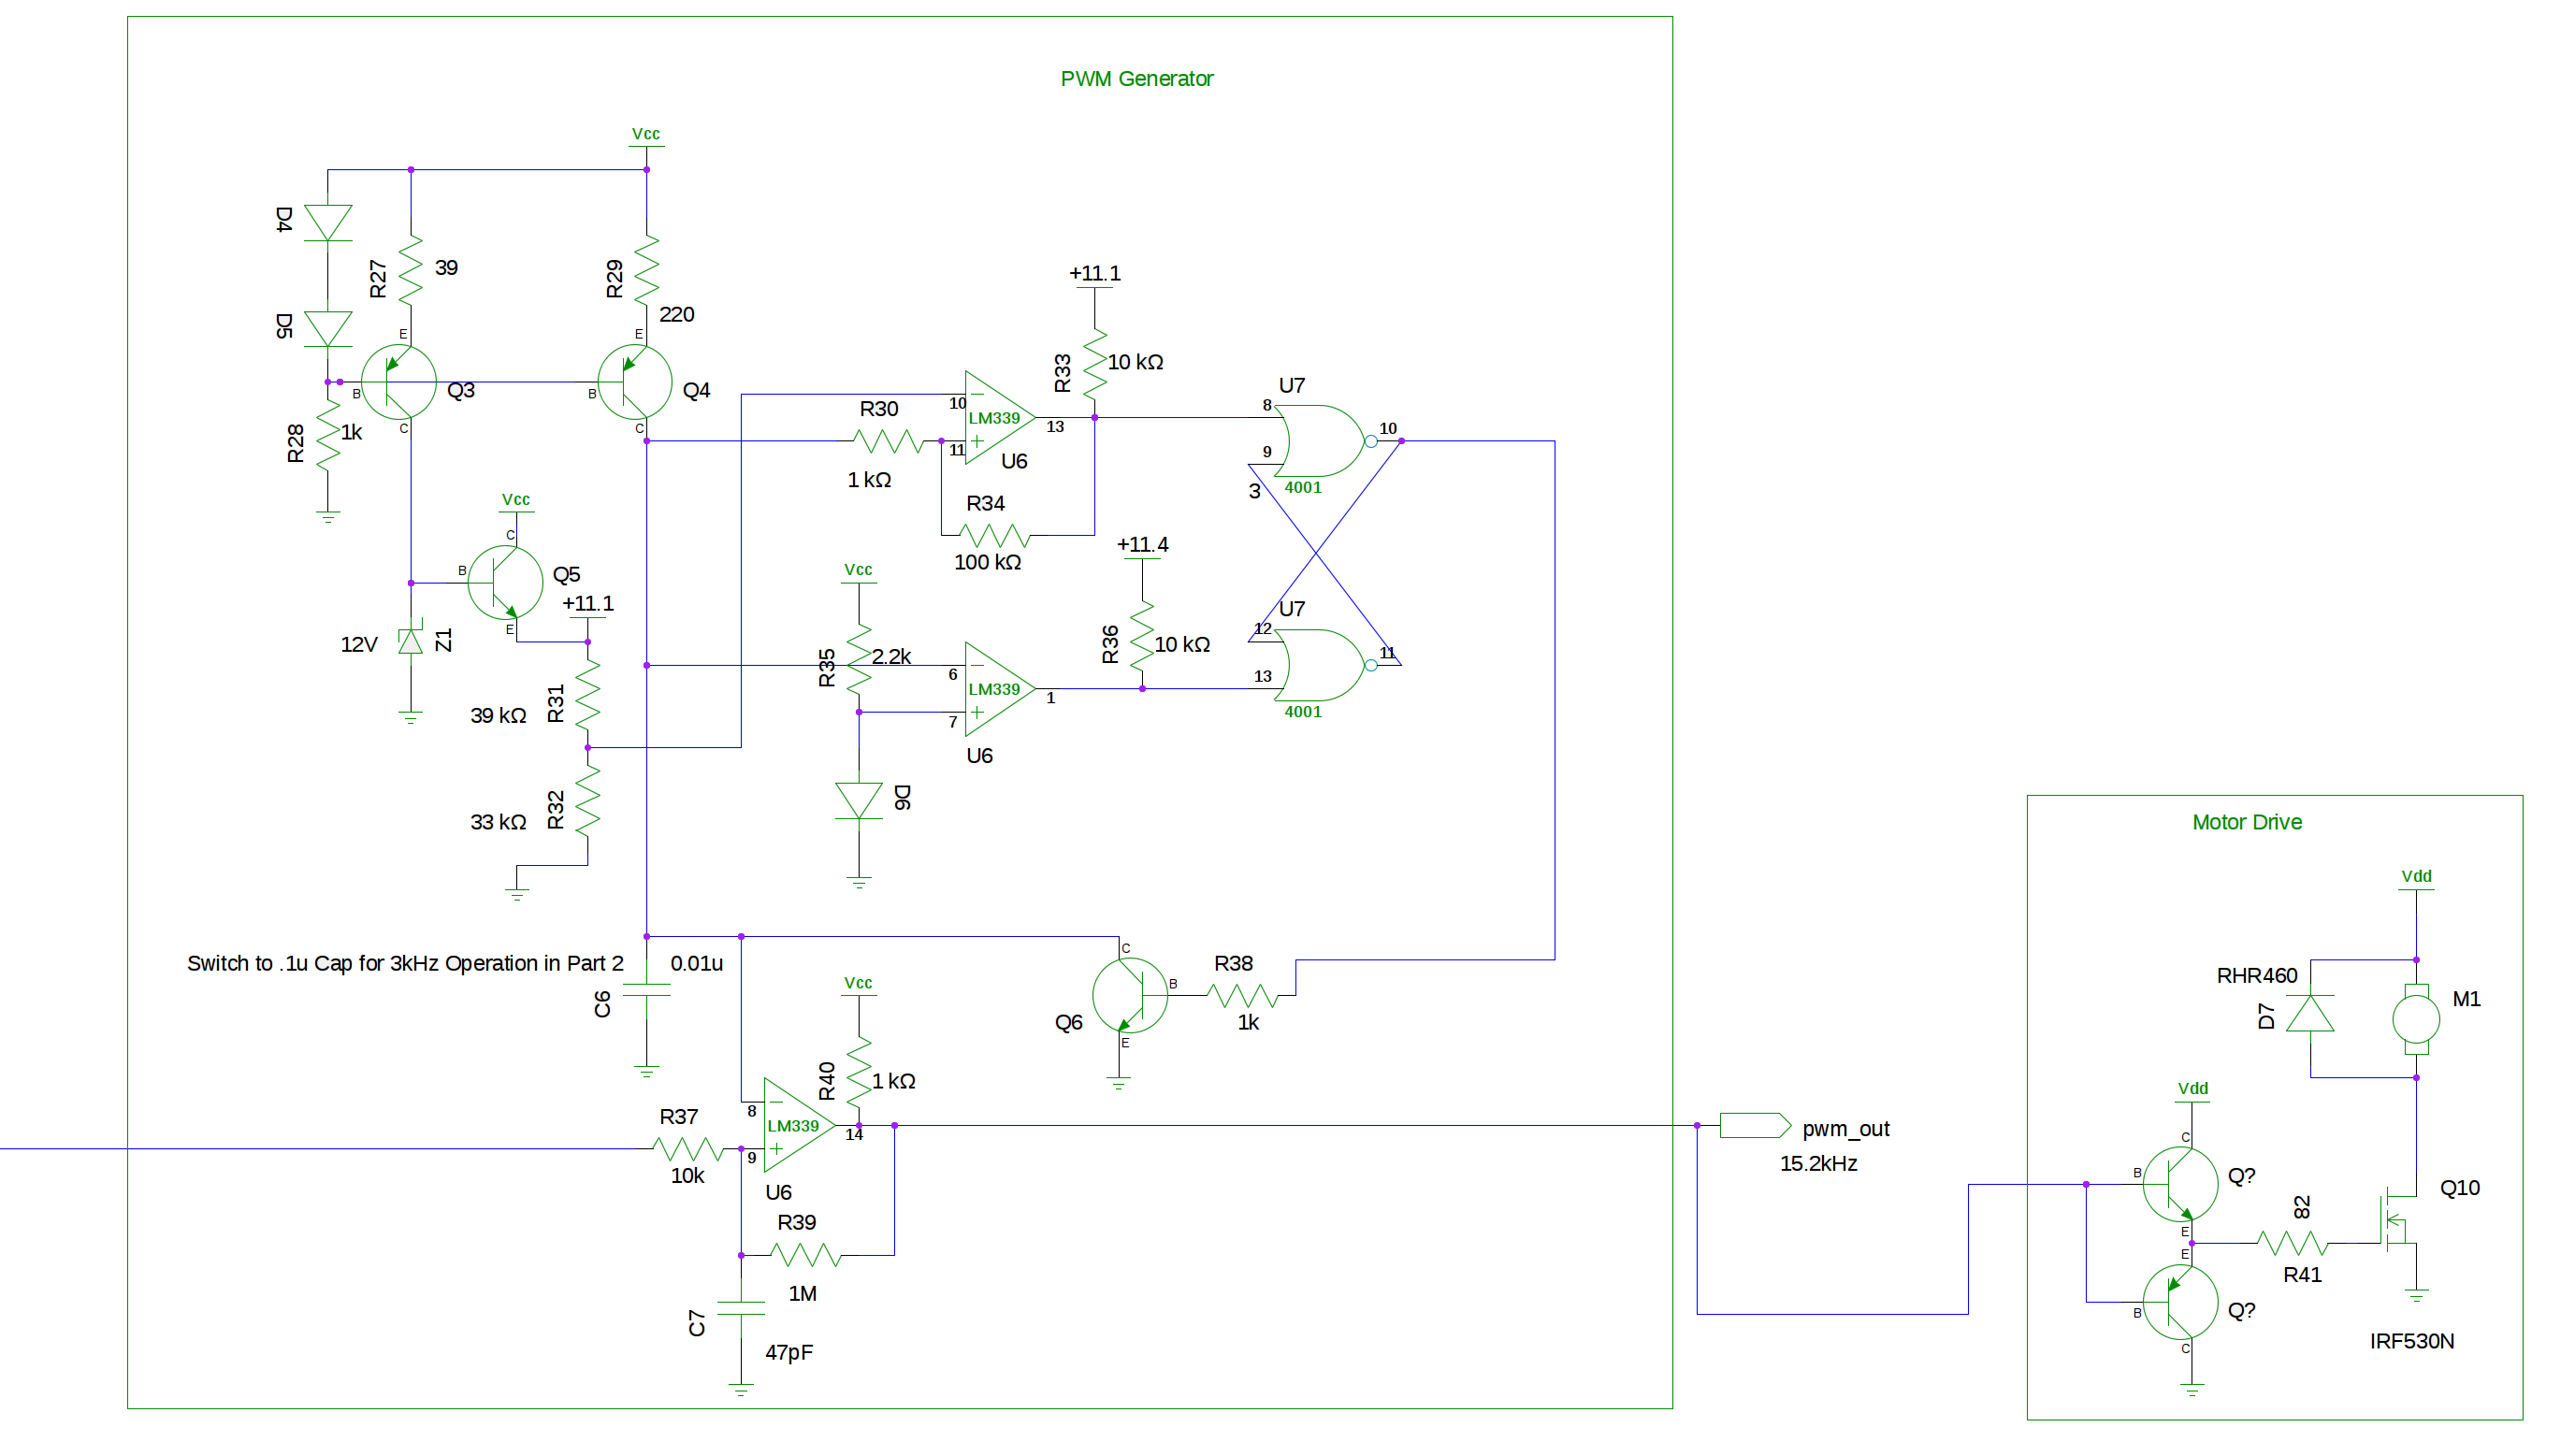 PWM Generator
Vcc
D4
R27
39
R29
220
D5
E
E
B
Q3
B
Q4
C
C
R28
1k
+11.1
R33
10 kΩ
R30
1 kΩ
10
LM339
11
13
U6
R34
100 kΩ
U7
8
9
10
3
4001
Vcc
C
B
Q5
E
+11.1
12V
Z1
39 kΩ
R31
33 kΩ
R32
Vcc
R35
2.2k
+11.4
R36
10 kΩ
6
LM339
7
1
U6
D6
U7
12
13
11
4001
Switch to .1u Cap for 3kHz Operation in Part 2
0.01u
C6
Vcc
R40
1 kΩ
C
B
Q6
E
R38
1k
R37
10k
8
LM339
9
14
U6
R39
1M
C7
47pF
pwm_out
15.2kHz
Motor Drive
Vdd
RHR460
D7
M1
Vdd
C
B
Q?
E
E
B
Q?
C
82
R41
Q10
IRF530N